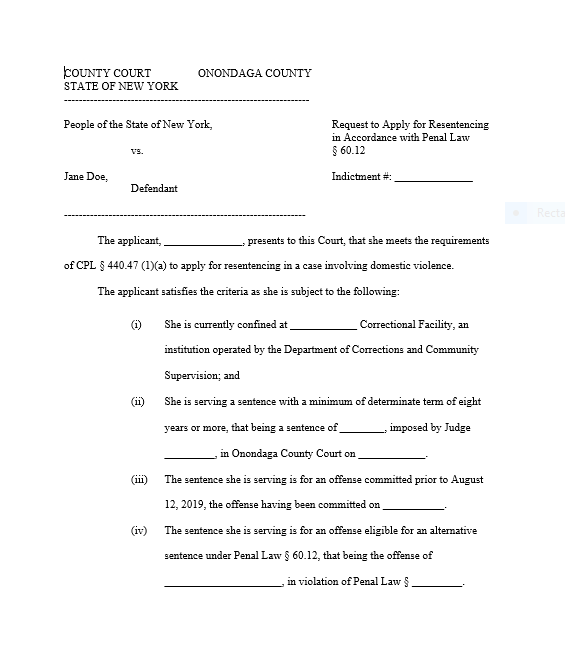 COUNTY COURT ONONDAGA COUNTY
STATE OF NEW YORK
------------------------------------------------------------------
People of the State of New York,
Request to Apply for Resentencing
in Accordance with Penal Law
vs.
§ 60.12
Jane Doe,
Indictment #: _______________
Defendant
-----------------------------------------------------------------
The applicant, _______________, presents to this Court, that she meets the requirements
of CPL § 440.47 (1)(a) to apply for resentencing in a case involving domestic violence.
The applicant satisfies the criteria as she is subject to the following:
(i) She is currently confined at _____________ Correctional Facility, an
institution operated by the Department of Corrections and Community
Supervision; and
(ii) She is serving a sentence with a minimum of determinate term of eight
years or more, that being a sentence of ________, imposed by Judge
_________, in Onondaga County Court on _____________.
(iii) The sentence she is serving is for an offense committed prior to August
12, 2019, the offense having been committed on ____________.
(iv) The sentence she is serving is for an offense eligible for an alternative
sentence under Penal Law § 60.12, that being the offense of
______________________, in violation of Penal Law § __________.